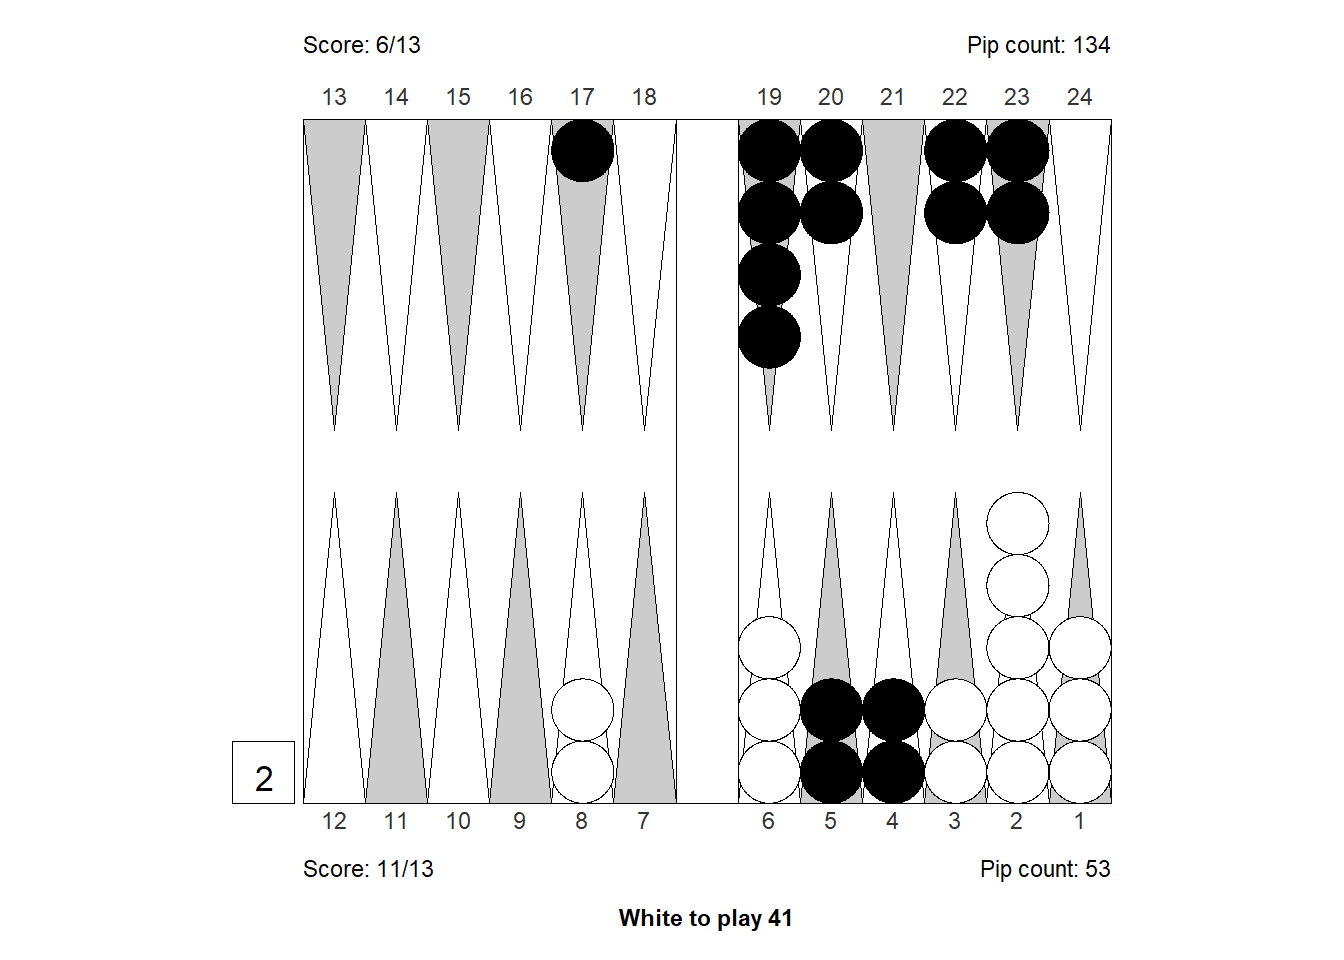 Score: 6/13 Pip count: 134
13 14 15 16 17 18 19 20 21 22 23 24
2
12 11 10 9 8 7 6 5 4 3 2 1
Score: 11/13 Pip count: 53
White to play 41